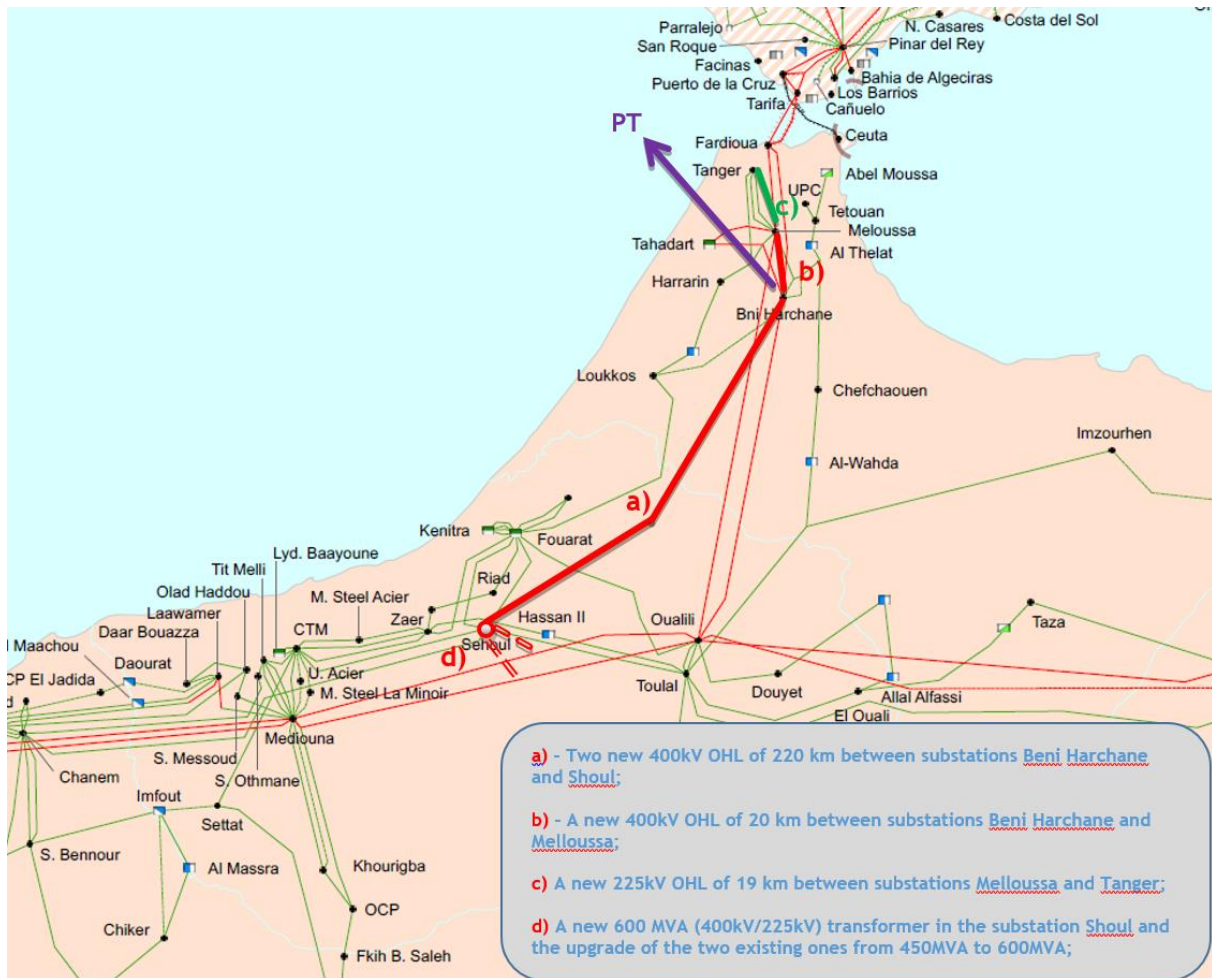 Parralejo
N. Casares
Costa del Sol
San Roque
Pinar del Rey
Facinas
Puerto de la Cruz
Bahia de Algeciras
Los Barrios
Tarifa
Cañuelo
PT
Fardioua
Ceuta
Tanger
Abel Moussa
UPC
c)
Tetouan
Meloussa
Tahadart
Al Thelat
b)
Harrarin
Bni Harchane
Loukkos
Chefchaouen
Imzourhen
Al-Wahda
a)
Kenitra
Fouarat
Lyd. Baayoune
Tit Melli
Riad
Olad Haddou
M. Steel Acier
Laawamer
Zaer
Hassan II
Oualili
Taza
Daar Bouazza
CTM
Sehoul
Maachou
d)
Daourat
U. Acier
CP El Jadida
M. Steel La Minoir
Toulal
Douyet
Allal Alfassi
El Ouali
Mediouna
S. Messoud
Chanem
S. Othmane
Imfout
Settat
S. Bennour
Al Massra
Khourigba
OCP
Chiker
Fkih B. Saleh
a) - Two new 400kV OHL of 220 km between substations Beni Harchane
and Shoul;
b) - A new 400kV OHL of 20 km between substations Beni Harchane and
Melloussa;
c) A new 225kV OHL of 19 km between substations Melloussa and Tanger;
d) A new 600 MVA (400kV/225kV) transformer in the substation Shoul and
the upgrade of the two existing ones from 450MVA to 600MVA;